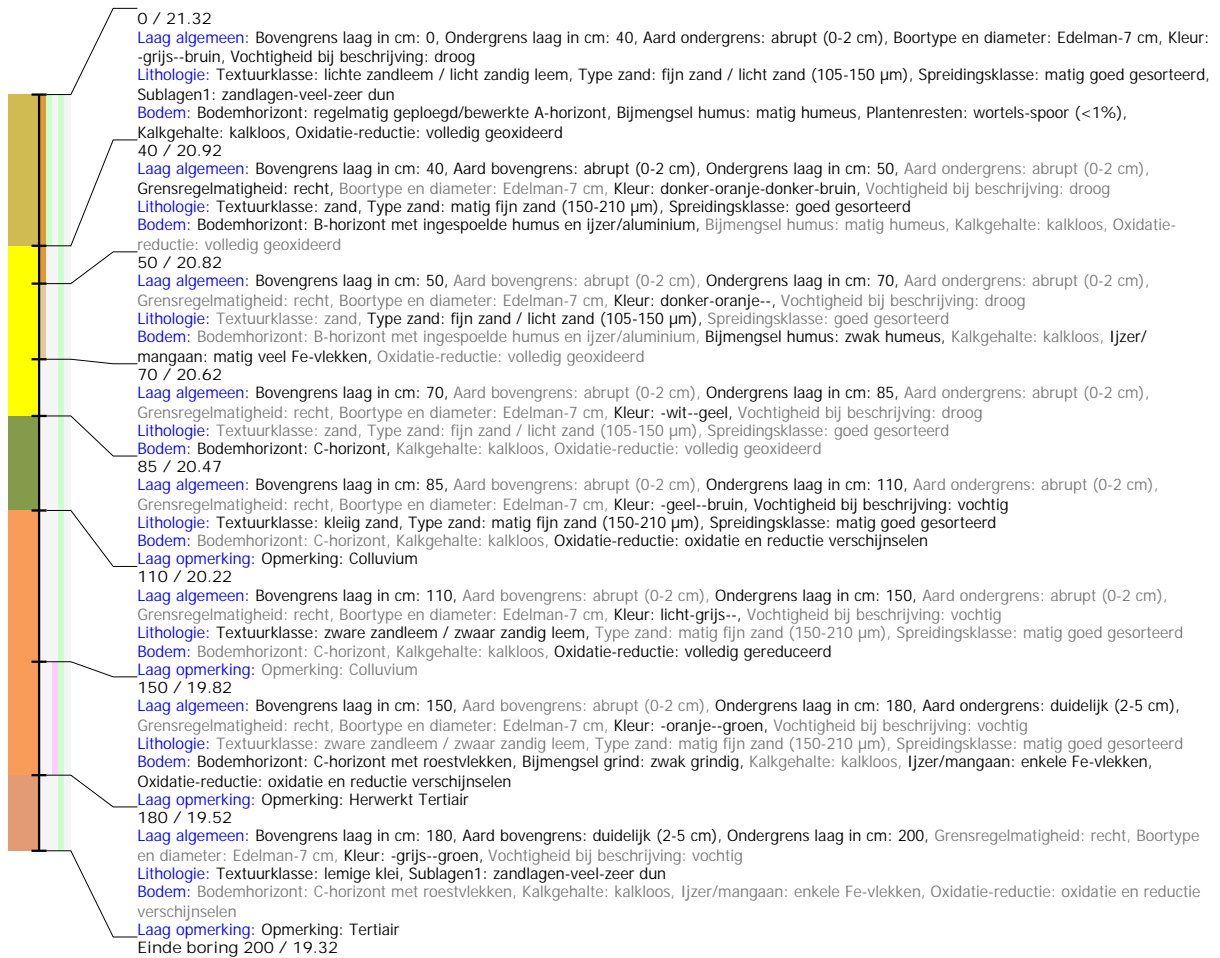 0 / 21.32
Laag algemeen: Bovengrens laag in cm: 0, Ondergrens laag in cm: 40, Aard ondergrens: abrupt (0-2 cm), Boortype en diameter: Edelman-7 cm, Kleur:
-grijs--bruin, Vochtigheid bij beschrijving: droog
Lithologie: Textuurklasse: lichte zandleem / licht zandig leem, Type zand: fijn zand / licht zand (105-150 µm), Spreidingsklasse: matig goed gesorteerd,
Sublagen1: zandlagen-veel-zeer dun
Bodem: Bodemhorizont: regelmatig geploegd/bewerkte A-horizont, Bijmengsel humus: matig humeus, Plantenresten: wortels-spoor (<1%),
Kalkgehalte: kalkloos, Oxidatie-reductie: volledig geoxideerd
40 / 20.92
Laag algemeen: Bovengrens laag in cm: 40, Aard bovengrens: abrupt (0-2 cm), Ondergrens laag in cm: 50, Aard ondergrens: abrupt (0-2 cm),
Grensregelmatigheid: recht, Boortype en diameter: Edelman-7 cm, Kleur: donker-oranje-donker-bruin, Vochtigheid bij beschrijving: droog
Lithologie: Textuurklasse: zand, Type zand: matig fijn zand (150-210 µm), Spreidingsklasse: goed gesorteerd
Bodem: Bodemhorizont: B-horizont met ingespoelde humus en ijzer/aluminium, Bijmengsel humus: matig humeus, Kalkgehalte: kalkloos, Oxidatie-
reductie: volledig geoxideerd
50 / 20.82
Laag algemeen: Bovengrens laag in cm: 50, Aard bovengrens: abrupt (0-2 cm), Ondergrens laag in cm: 70, Aard ondergrens: abrupt (0-2 cm),
Grensregelmatigheid: recht, Boortype en diameter: Edelman-7 cm, Kleur: donker-oranje--, Vochtigheid bij beschrijving: droog
Lithologie: Textuurklasse: zand, Type zand: fijn zand / licht zand (105-150 µm), Spreidingsklasse: goed gesorteerd
Bodem: Bodemhorizont: B-horizont met ingespoelde humus en ijzer/aluminium, Bijmengsel humus: zwak humeus, Kalkgehalte: kalkloos, Ijzer/
mangaan: matig veel Fe-vlekken, Oxidatie-reductie: volledig geoxideerd
70 / 20.62
Laag algemeen: Bovengrens laag in cm: 70, Aard bovengrens: abrupt (0-2 cm), Ondergrens laag in cm: 85, Aard ondergrens: abrupt (0-2 cm),
Grensregelmatigheid: recht, Boortype en diameter: Edelman-7 cm, Kleur: -wit--geel, Vochtigheid bij beschrijving: droog
Lithologie: Textuurklasse: zand, Type zand: fijn zand / licht zand (105-150 µm), Spreidingsklasse: goed gesorteerd
Bodem: Bodemhorizont: C-horizont, Kalkgehalte: kalkloos, Oxidatie-reductie: volledig geoxideerd
85 / 20.47
Laag algemeen: Bovengrens laag in cm: 85, Aard bovengrens: abrupt (0-2 cm), Ondergrens laag in cm: 110, Aard ondergrens: abrupt (0-2 cm),
Grensregelmatigheid: recht, Boortype en diameter: Edelman-7 cm, Kleur: -geel--bruin, Vochtigheid bij beschrijving: vochtig
Lithologie: Textuurklasse: kleiig zand, Type zand: matig fijn zand (150-210 µm), Spreidingsklasse: matig goed gesorteerd
Bodem: Bodemhorizont: C-horizont, Kalkgehalte: kalkloos, Oxidatie-reductie: oxidatie en reductie verschijnselen
Laag opmerking: Opmerking: Colluvium
110 / 20.22
Laag algemeen: Bovengrens laag in cm: 110, Aard bovengrens: abrupt (0-2 cm), Ondergrens laag in cm: 150, Aard ondergrens: abrupt (0-2 cm),
Grensregelmatigheid: recht, Boortype en diameter: Edelman-7 cm, Kleur: licht-grijs--, Vochtigheid bij beschrijving: vochtig
Lithologie: Textuurklasse: zware zandleem / zwaar zandig leem, Type zand: matig fijn zand (150-210 µm), Spreidingsklasse: matig goed gesorteerd
Bodem: Bodemhorizont: C-horizont, Kalkgehalte: kalkloos, Oxidatie-reductie: volledig gereduceerd
Laag opmerking: Opmerking: Colluvium
150 / 19.82
Laag algemeen: Bovengrens laag in cm: 150, Aard bovengrens: abrupt (0-2 cm), Ondergrens laag in cm: 180, Aard ondergrens: duidelijk (2-5 cm),
Grensregelmatigheid: recht, Boortype en diameter: Edelman-7 cm, Kleur: -oranje--groen, Vochtigheid bij beschrijving: vochtig
Lithologie: Textuurklasse: zware zandleem / zwaar zandig leem, Type zand: matig fijn zand (150-210 µm), Spreidingsklasse: matig goed gesorteerd
Bodem: Bodemhorizont: C-horizont met roestvlekken, Bijmengsel grind: zwak grindig, Kalkgehalte: kalkloos, Ijzer/mangaan: enkele Fe-vlekken,
Oxidatie-reductie: oxidatie en reductie verschijnselen
Laag opmerking: Opmerking: Herwerkt Tertiair
180 / 19.52
Laag algemeen: Bovengrens laag in cm: 180, Aard bovengrens: duidelijk (2-5 cm), Ondergrens laag in cm: 200, Grensregelmatigheid: recht, Boortype
en diameter: Edelman-7 cm, Kleur: -grijs--groen, Vochtigheid bij beschrijving: vochtig
Lithologie: Textuurklasse: lemige klei, Sublagen1: zandlagen-veel-zeer dun
Bodem: Bodemhorizont: C-horizont met roestvlekken, Kalkgehalte: kalkloos, Ijzer/mangaan: enkele Fe-vlekken, Oxidatie-reductie: oxidatie en reductie
verschijnselen
Laag opmerking: Opmerking: Tertiair
Einde boring 200 / 19.32